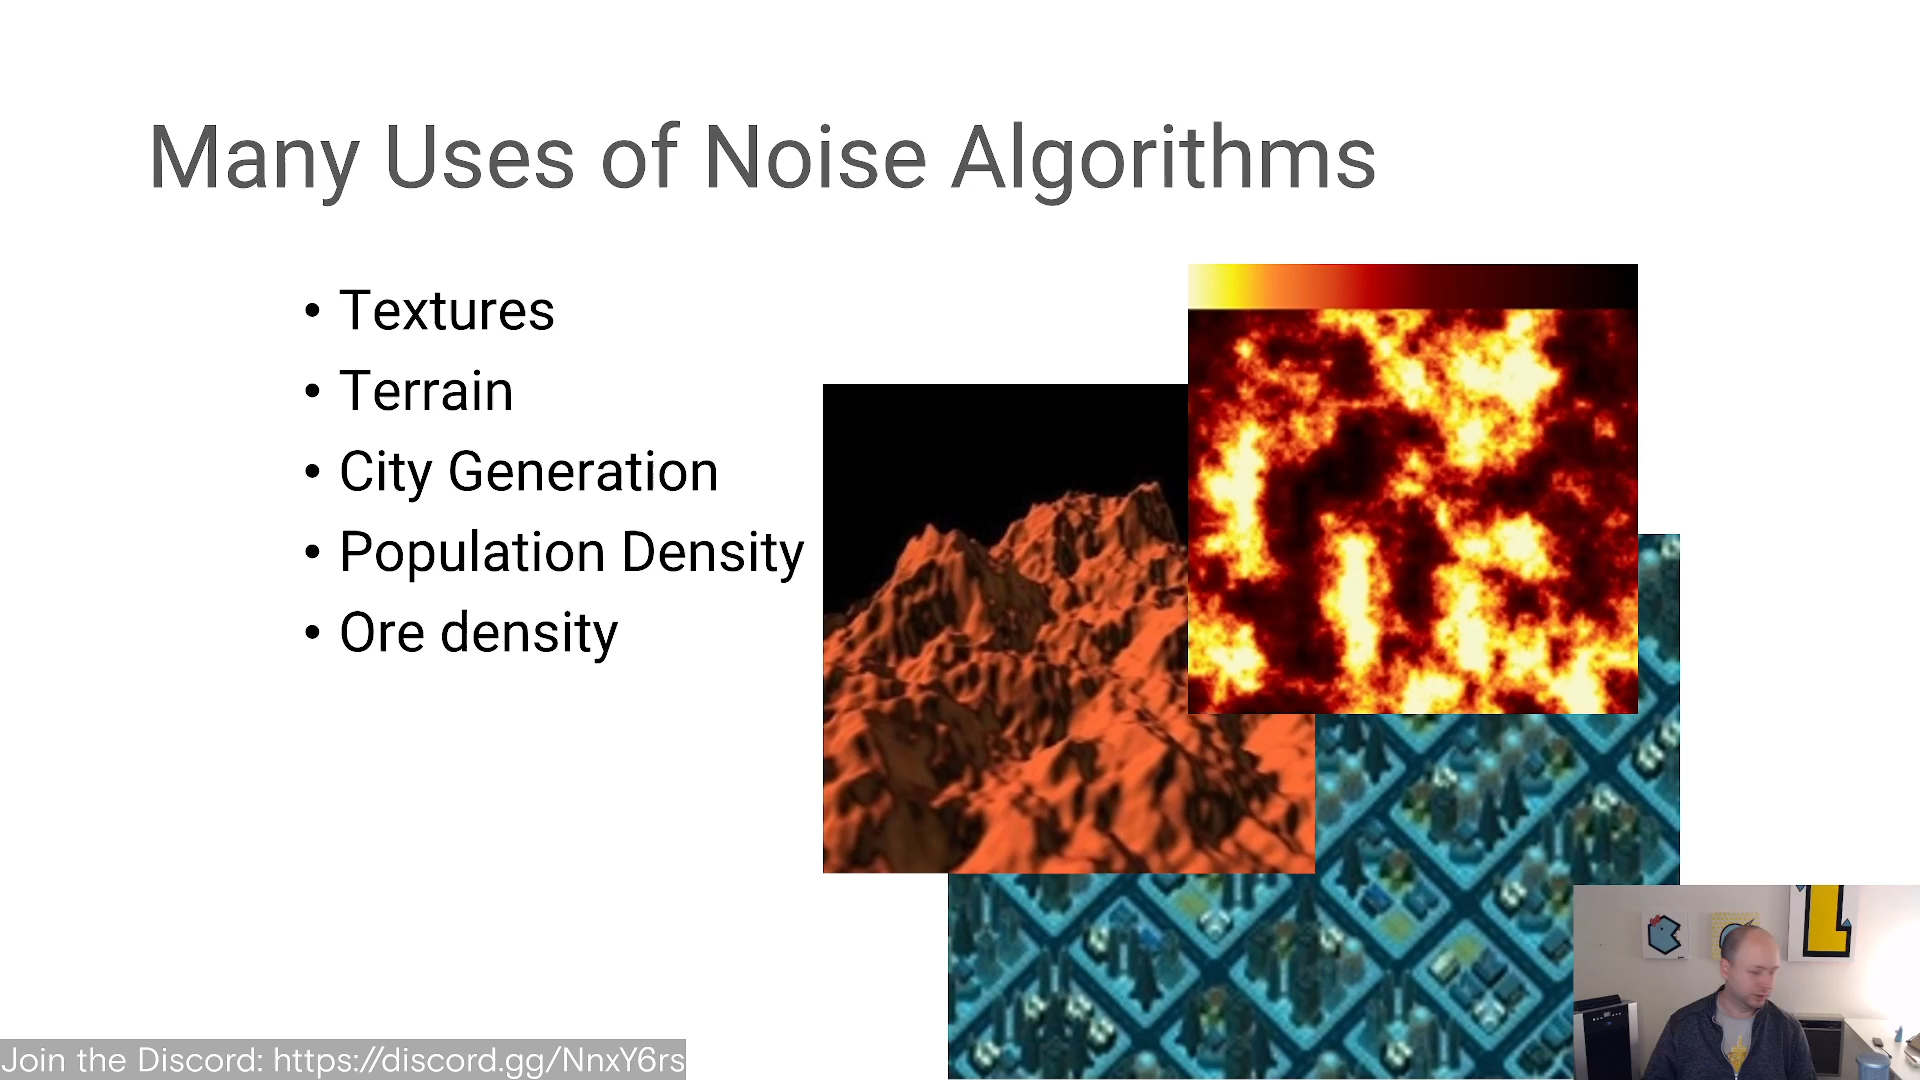 Many Uses of Noise Algorithms
• Textures
• Terrain
• City Generation
• Population Density
• Ore density
Join the Discord: https://discord.gg/NnxY6rs